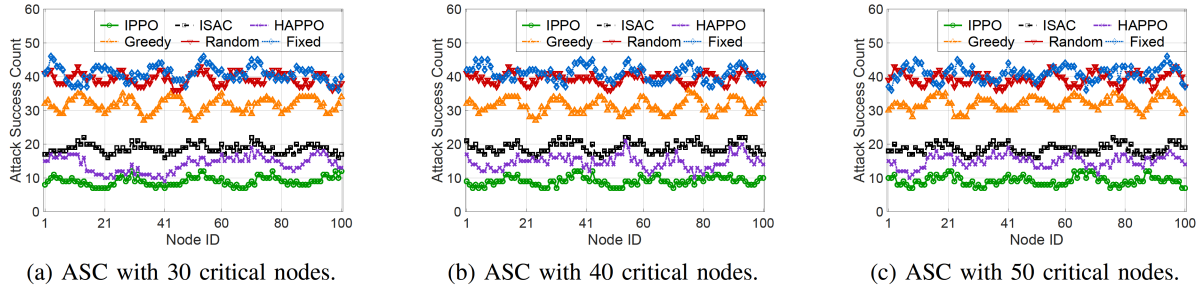 IPPO ISAC HAPPO
Greedy Random Fixed
Attack Success Count
60
50
40
30
20
10
0
1 21 41 60 80 100
Node ID
(a) ASC with 30 critical nodes.
IPPO ISAC HAPPO
Greedy Random Fixed
Attack Success Count
60
50
40
30
20
10
0
1 21 41 60 80 100
Node ID
(b) ASC with 40 critical nodes.
IPPO ISAC HAPPO
Greedy Random Fixed
Attack Success Count
60
50
40
30
20
10
0
1 21 41 60 80 100
Node ID
(c) ASC with 50 critical nodes.